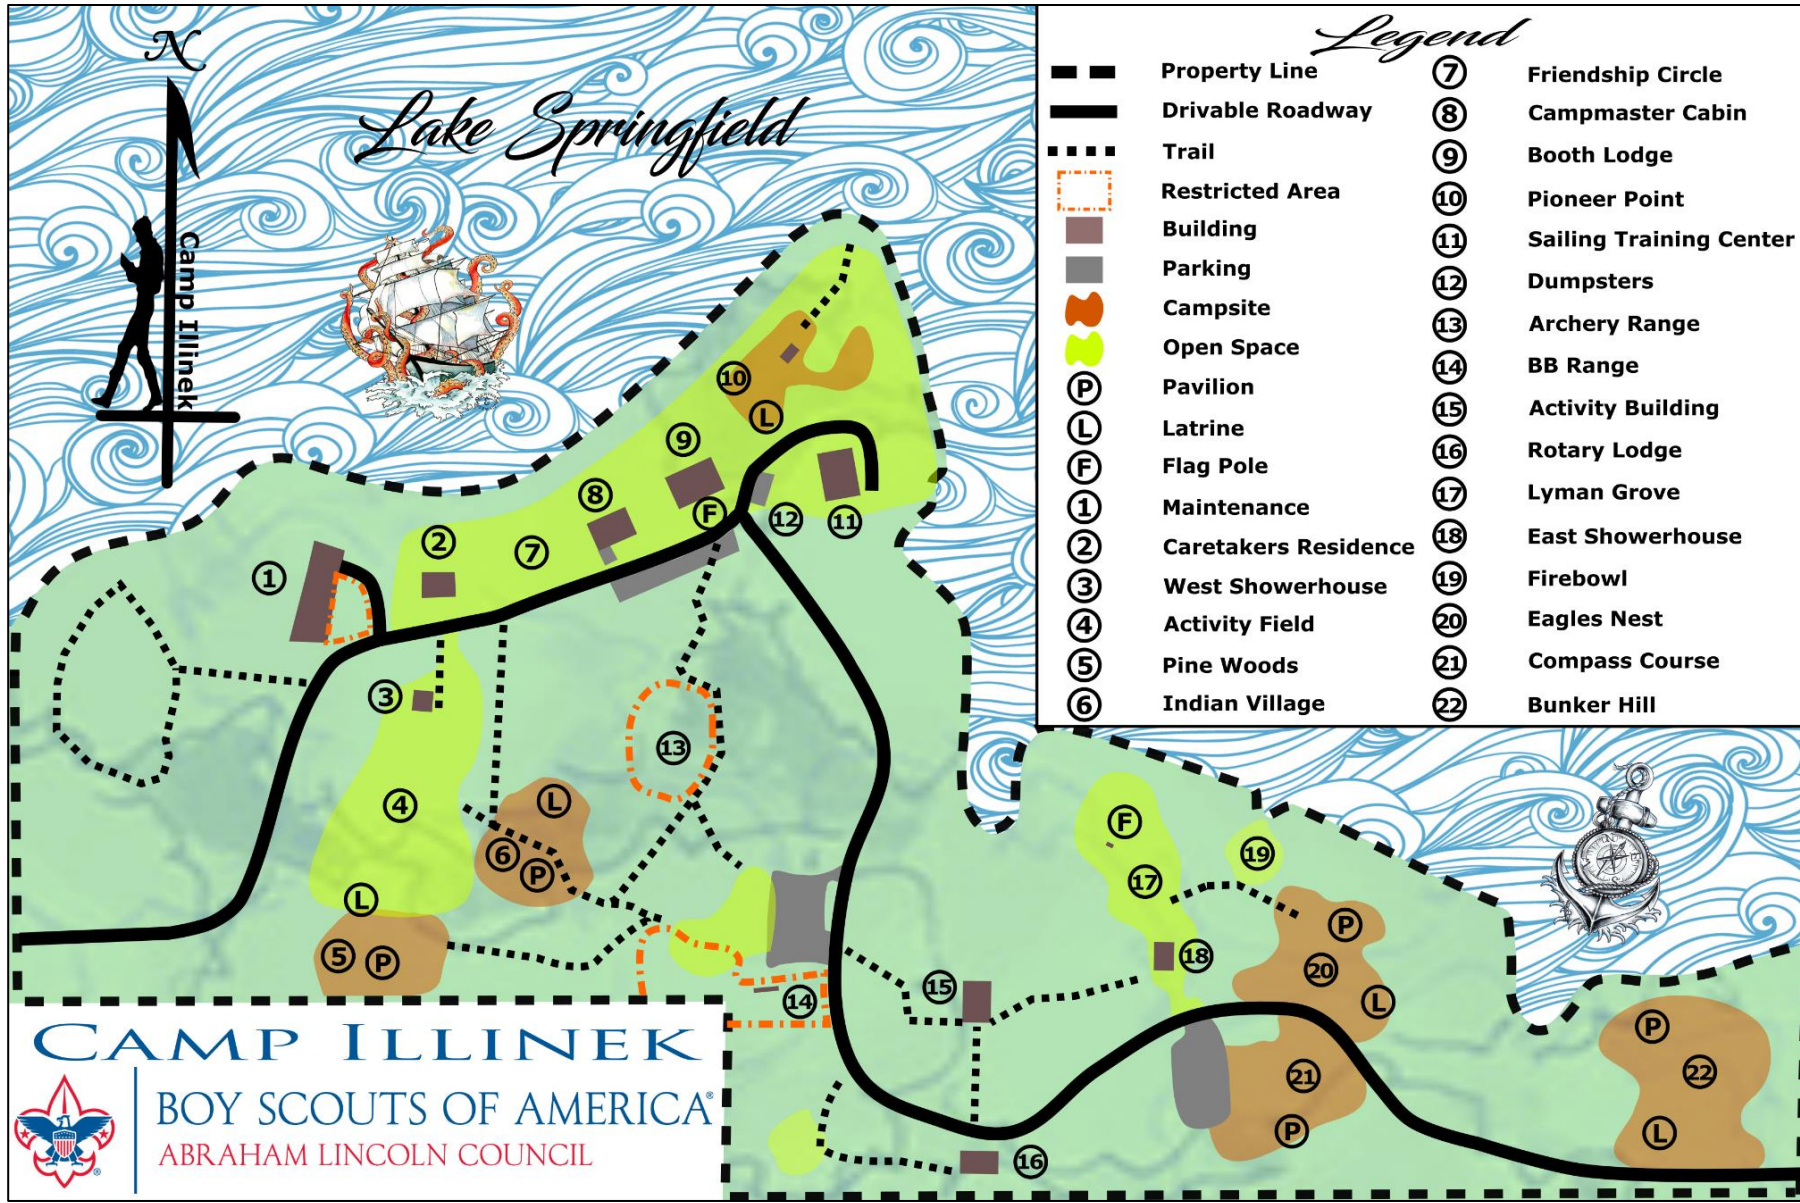 N
Camp Illinek
Lake Springfield
Legend
Property Line
Drivable Roadway
Trail
Restricted Area
Building
Parking
Campsite
Open Space
P Pavilion
L Latrine
F Flag Pole
1 Maintenance
2 Caretakers Residence
3 West Showerhouse
4 Activity Field
5 Pine Woods
6 Indian Village
7 Friendship Circle
8 Campmaster Cabin
9 Booth Lodge
10 Pioneer Point
11 Sailing Training Center
12 Dumpsters
13 Archery Range
14 BB Range
15 Activity Building
16 Rotary Lodge
17 Lyman Grove
18 East Showerhouse
19 Firebowl
20 Eagles Nest
21 Compass Course
22 Bunker Hill
10
L
9
8
F
12
11
2
7
1
3
13
4
L
6
P
F
17
19
L
5
P
P
18
20
15
14
L
P
22
21
P
L
16
CAMP ILLINEK
BOY SCOUTS OF AMERICA®
ABRAHAM LINCOLN COUNCIL
®